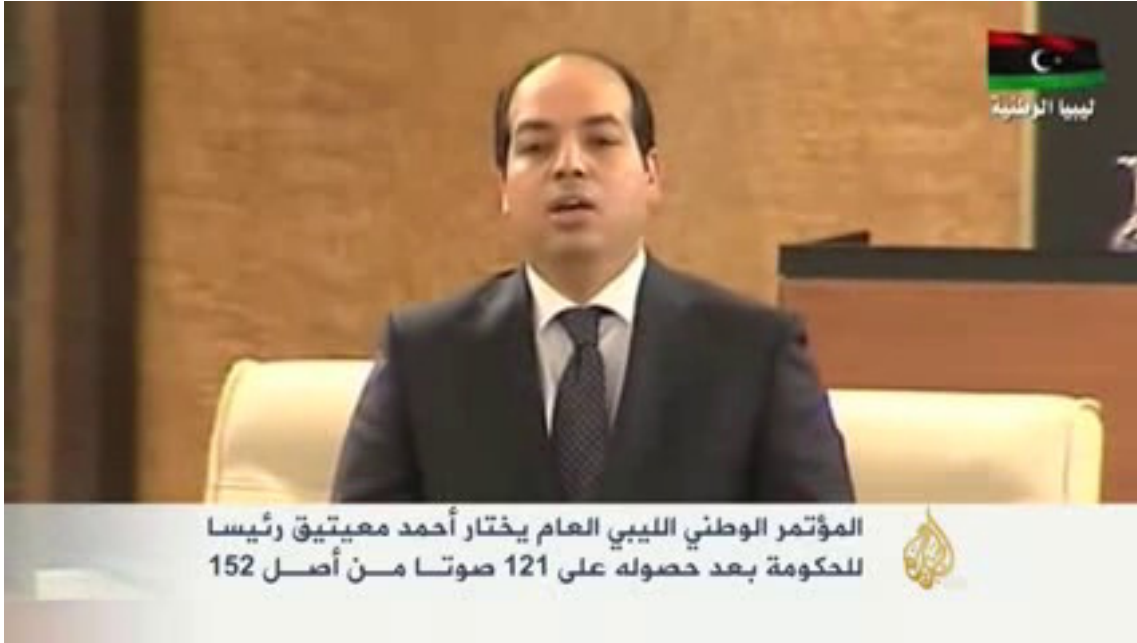 ليبيا الوطنية
المؤتمر الوطني الليبي العام يختار أحمد معيتيق رئيسا
للحكومة بعد حصوله على 121 صوتا من أصل 152